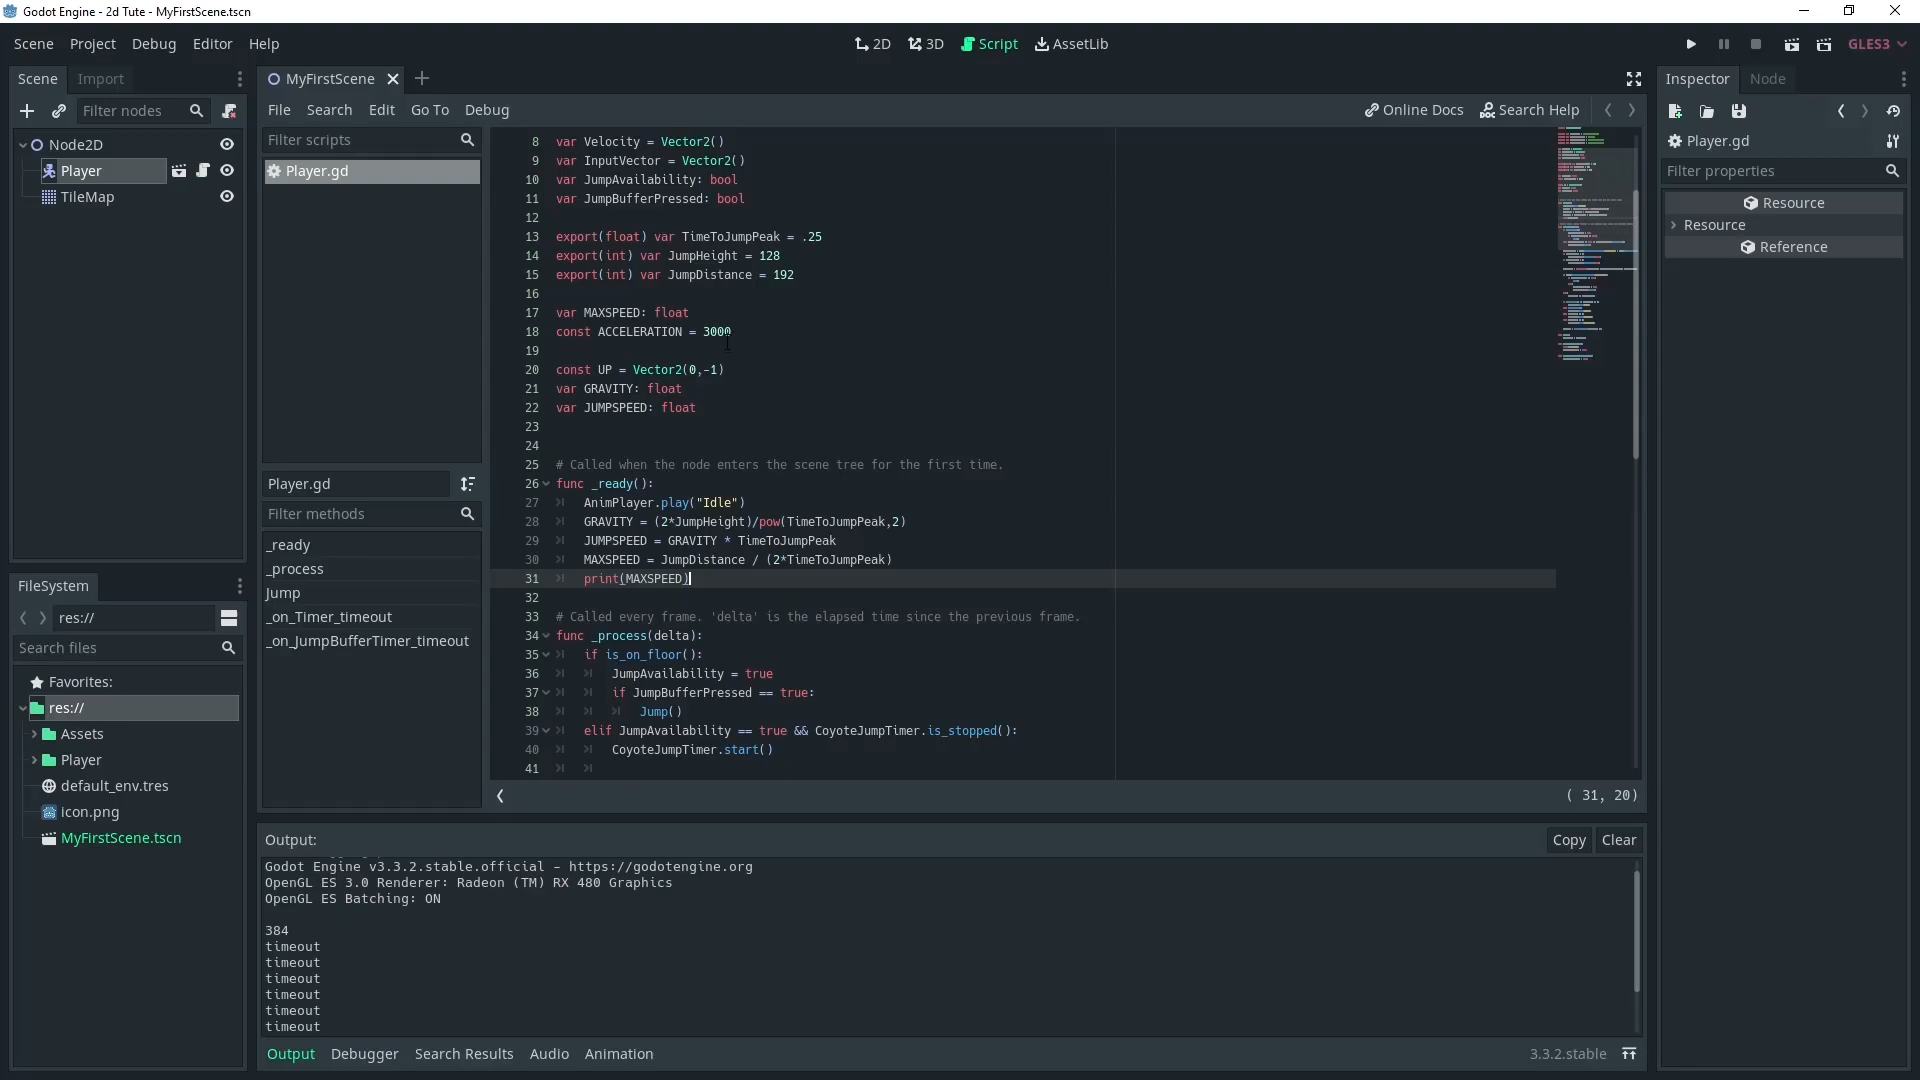 Godot Engine - 2d Tute - MyFirstScene.tscn
Scene Project Debug Editor Help
2D 3D Script AssetLib
GLES3
Scene Import
Filter nodes
Node2D
Player
TileMap
FileSystem
res://
Search files
Favorites:
res://
Assets
Player
default_env.tres
icon.png
MyFirstScene.tscn
MyFirstScene
File Search Edit Go To Debug
Online Docs Search Help
Filter scripts
Player.gd
Player.gd
Filter methods
_ready
_process
Jump
_on_Timer_timeout
_on_JumpBufferTimer_timeout
8 var Velocity = Vector2()
9 var InputVector = Vector2()
10 var JumpAvailability: bool
11 var JumpBufferPressed: bool
12
13 export(float) var TimeToJumpPeak = .25
14 export(int) var JumpHeight = 128
15 export(int) var JumpDistance = 192
16
17 var MAXSPEED: float
18 const ACCELERATION = 3000
19
20 const UP = Vector2(0,-1)
21 var GRAVITY: float
22 var JUMPSPEED: float
23
24
25 # Called when the node enters the scene tree for the first time.
26 func _ready():
27 AnimPlayer.play("Idle")
28 GRAVITY = (2*JumpHeight)/pow(TimeToJumpPeak,2)
29 JUMPSPEED = GRAVITY * TimeToJumpPeak
30 MAXSPEED = JumpDistance / (2*TimeToJumpPeak)
31 print(MAXSPEED)
32
33 # Called every frame. 'delta' is the elapsed time since the previous frame.
34 func _process(delta):
35 if is_on_floor():
36 JumpAvailability = true
37 if JumpBufferPressed == true:
38 Jump()
39 elif JumpAvailability == true && CoyoteJumpTimer.is_stopped():
40 CoyoteJumpTimer.start()
41
( 31, 20)
Output:
Copy Clear
Godot Engine v3.3.2.stable.official - https://godotengine.org
OpenGL ES 3.0 Renderer: Radeon (TM) RX 480 Graphics
OpenGL ES Batching: ON
384
timeout
timeout
timeout
timeout
timeout
timeout
Output Debugger Search Results Audio Animation
3.3.2.stable
Inspector Node
Player.gd
Filter properties
Resource
Resource
Reference